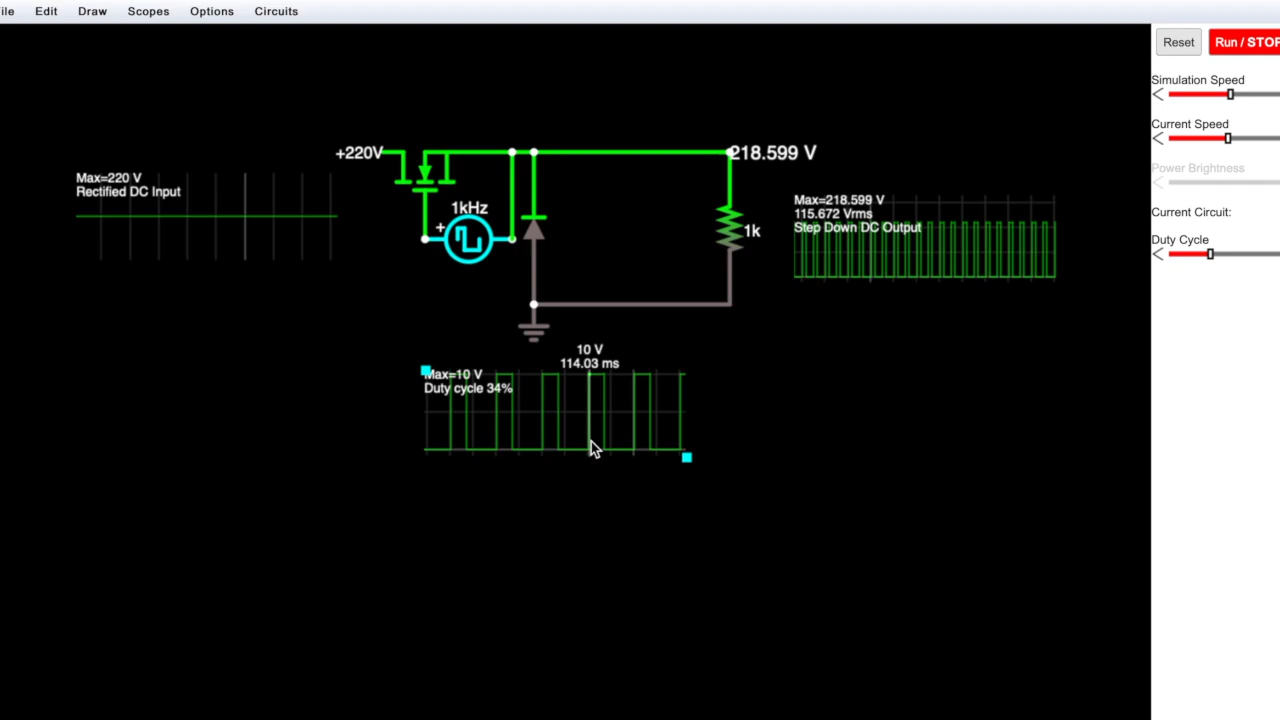 ile Edit Draw Scopes Options Circuits
Reset Run / STOP
Simulation Speed
Current Speed
Power Brightness
Current Circuit:
Duty Cycle
+220V
218.599 V
Max=220 V
Rectified DC Input
1kHz
+
1k
Max=218.599 V
115.672 Vrms
Step Down DC Output
10 V
114.03 ms
Max=10 V
Duty cycle 34%